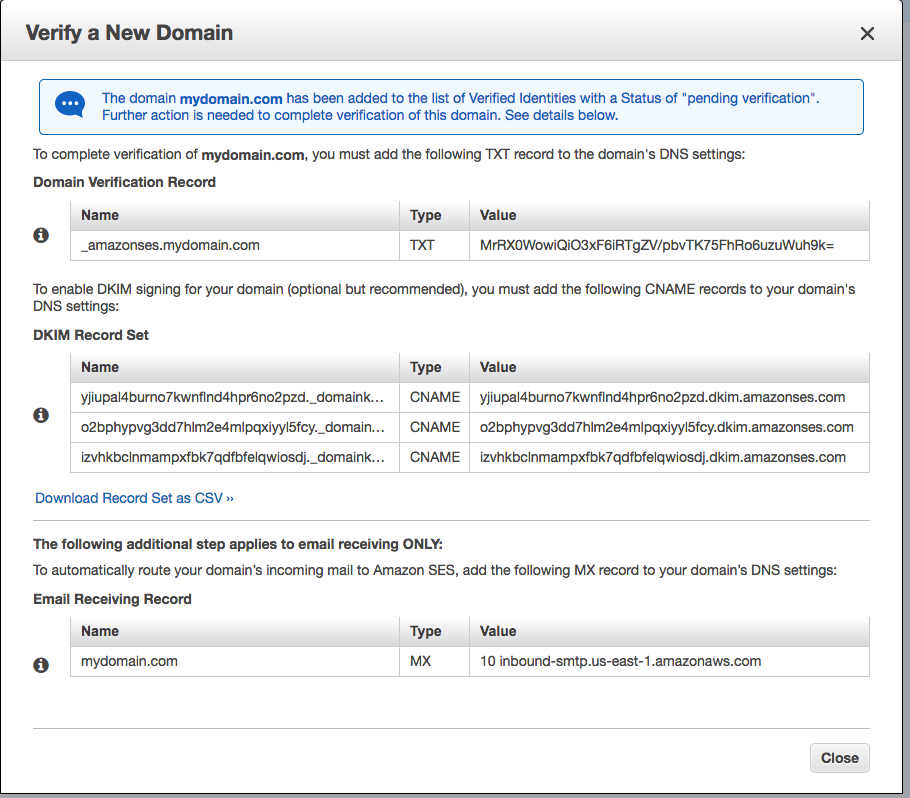 Verify a New Domain
The domain mydomain.com has been added to the list of Verified Identities with a Status of "pending verification".
Further action is needed to complete verification of this domain. See details below.
To complete verification of mydomain.com, you must add the following TXT record to the domain's DNS settings:
Domain Verification Record
Name Type Value
_amazonses.mydomain.com TXT MrRX0WowiQiO3xF6iRTgZV/pbvTK75FhRo6uzuWuh9k=
To enable DKIM signing for your domain (optional but recommended), you must add the following CNAME records to your domain's
DNS settings:
DKIM Record Set
Name Type Value
yjiupal4burno7kwnflnd4hpr6no2pzd._domaink... CNAME yjiupal4burno7kwnflnd4hpr6no2pzd.dkim.amazonses.com
o2bphypvg3dd7hlm2e4mlpqxiyyl5fcy._domain... CNAME o2bphypvg3dd7hlm2e4mlpqxiyyl5fcy.dkim.amazonses.com
izvhkbclnmampxfbk7qdfbfelqwiosdj._domaink... CNAME izvhkbclnmampxfbk7qdfbfelqwiosdj.dkim.amazonses.com
Download Record Set as CSV ››
The following additional step applies to email receiving ONLY:
To automatically route your domain’s incoming mail to Amazon SES, add the following MX record to your domain’s DNS settings:
Email Receiving Record
Name Type Value
mydomain.com MX 10 inbound-smtp.us-east-1.amazonaws.com
Close